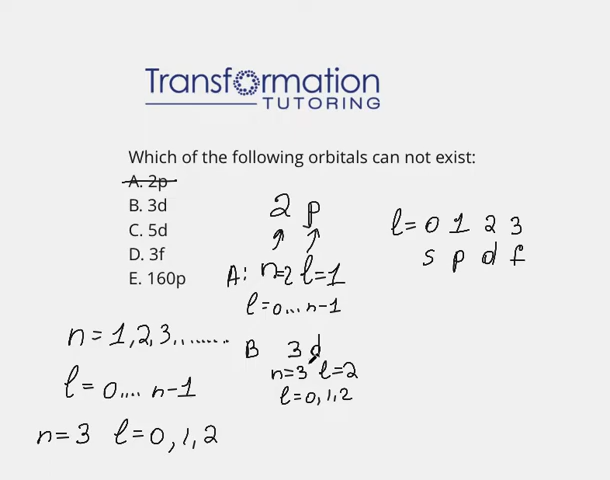 Transformation
TUTORING
Which of the following orbitals can not exist:
A. 2p
B. 3d
C. 5d
D. 3f
E. 160p
2 p
l = 0 1 2 3
s p d f
A: n=2 l=1
l=0... n-1
n = 1, 2, 3.........
B 3d
n=3 l=2
l=0, 1, 2
l = 0.... n-1
n=3 l=0, 1, 2